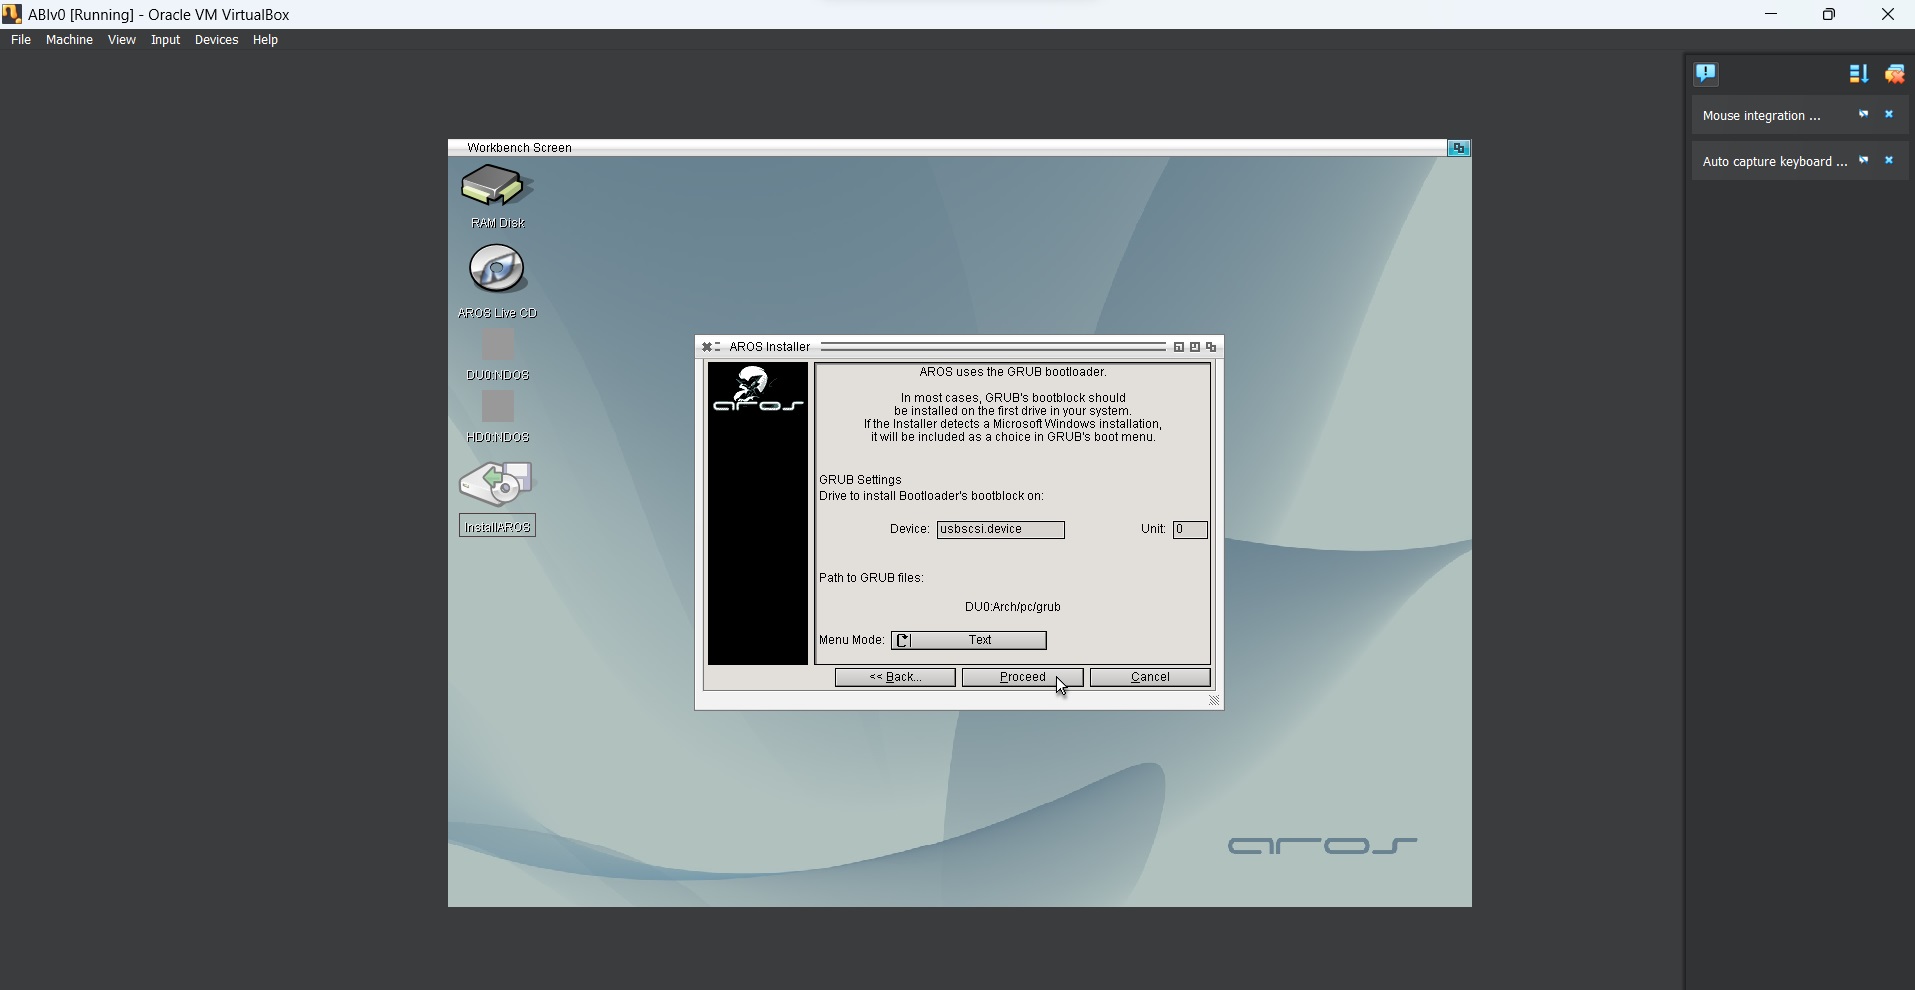 ABIv0 [Running] - Oracle VM VirtualBox
File Machine View Input Devices Help
Mouse integration ...
Auto capture keyboard ...
Workbench Screen
RAM Disk
AROS Live CD
DU0:NDOS
HD0:NDOS
InstallAROS
AROS Installer
aros
AROS uses the GRUB bootloader.
In most cases, GRUB's bootblock should
be installed on the first drive in your system.
If the Installer detects a Microsoft Windows installation,
it will be included as a choice in GRUB's boot menu.
GRUB Settings
Drive to install Bootloader's bootblock on:
Device: usbscsi.device Unit: 0
Path to GRUB files:
DU0:Arch/pc/grub
Menu Mode: Text
<< Back... Proceed Cancel
aros